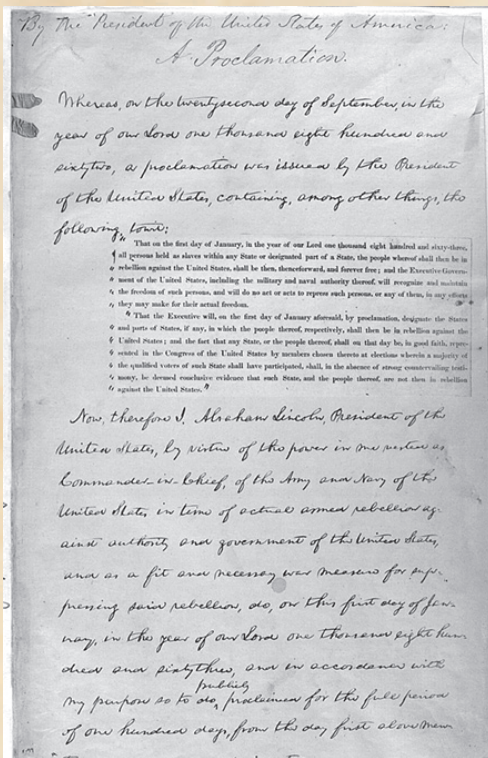 By the President of the United States of America:
A Proclamation.
Whereas, on the twentysecond day of September, in the
year of our Lord one thousand eight hundred and
sixtytwo, a proclamation was issued by the President
of the United States, containing, among other things, the
following, towit:
" That on the first day of January, in the year of our Lord one thousand eight hundred and sixty-three,
" all persons held as slaves within any State or designated part of a State, the people whereof shall then be in
" rebellion against the United States, shall be then, thenceforward, and forever free; and the Executive Govern-
" ment of the United States, including the military and naval authority thereof, will recognize and maintain
" the freedom of such persons, and will do no act or acts to repress such persons, or any of them, in any efforts
" they may make for their actual freedom.
" That the Executive will, on the first day of January aforesaid, by proclamation, designate the States
" and parts of States, if any, in which the people thereof, respectively, shall then be in rebellion against the
" United States; and the fact that any State, or the people thereof, shall on that day be, in good faith, repre-
" sented in the Congress of the United States by members chosen thereto at elections wherein a majority of
" the qualified voters of such State shall have participated, shall, in the absence of strong countervailing testi-
" mony, be deemed conclusive evidence that such State, and the people thereof, are not then in rebellion
" against the United States."
Now, therefore I, Abraham Lincoln, President of the
United States, by virtue of the power in me vested as
Commander-in-Chief, of the Army and Navy of the
United States in time of actual armed rebellion ag-
ainst authority and government of the United States,
and as a fit and necessary war measure for sup-
pressing said rebellion, do, on this first day of Jan-
uary, in the year of our Lord one thousand eight hun-
dred and sixtythree, and in accordance with
my purpose so to do, publicly proclaimed for the full period
of one hundred days, from the day first above men-